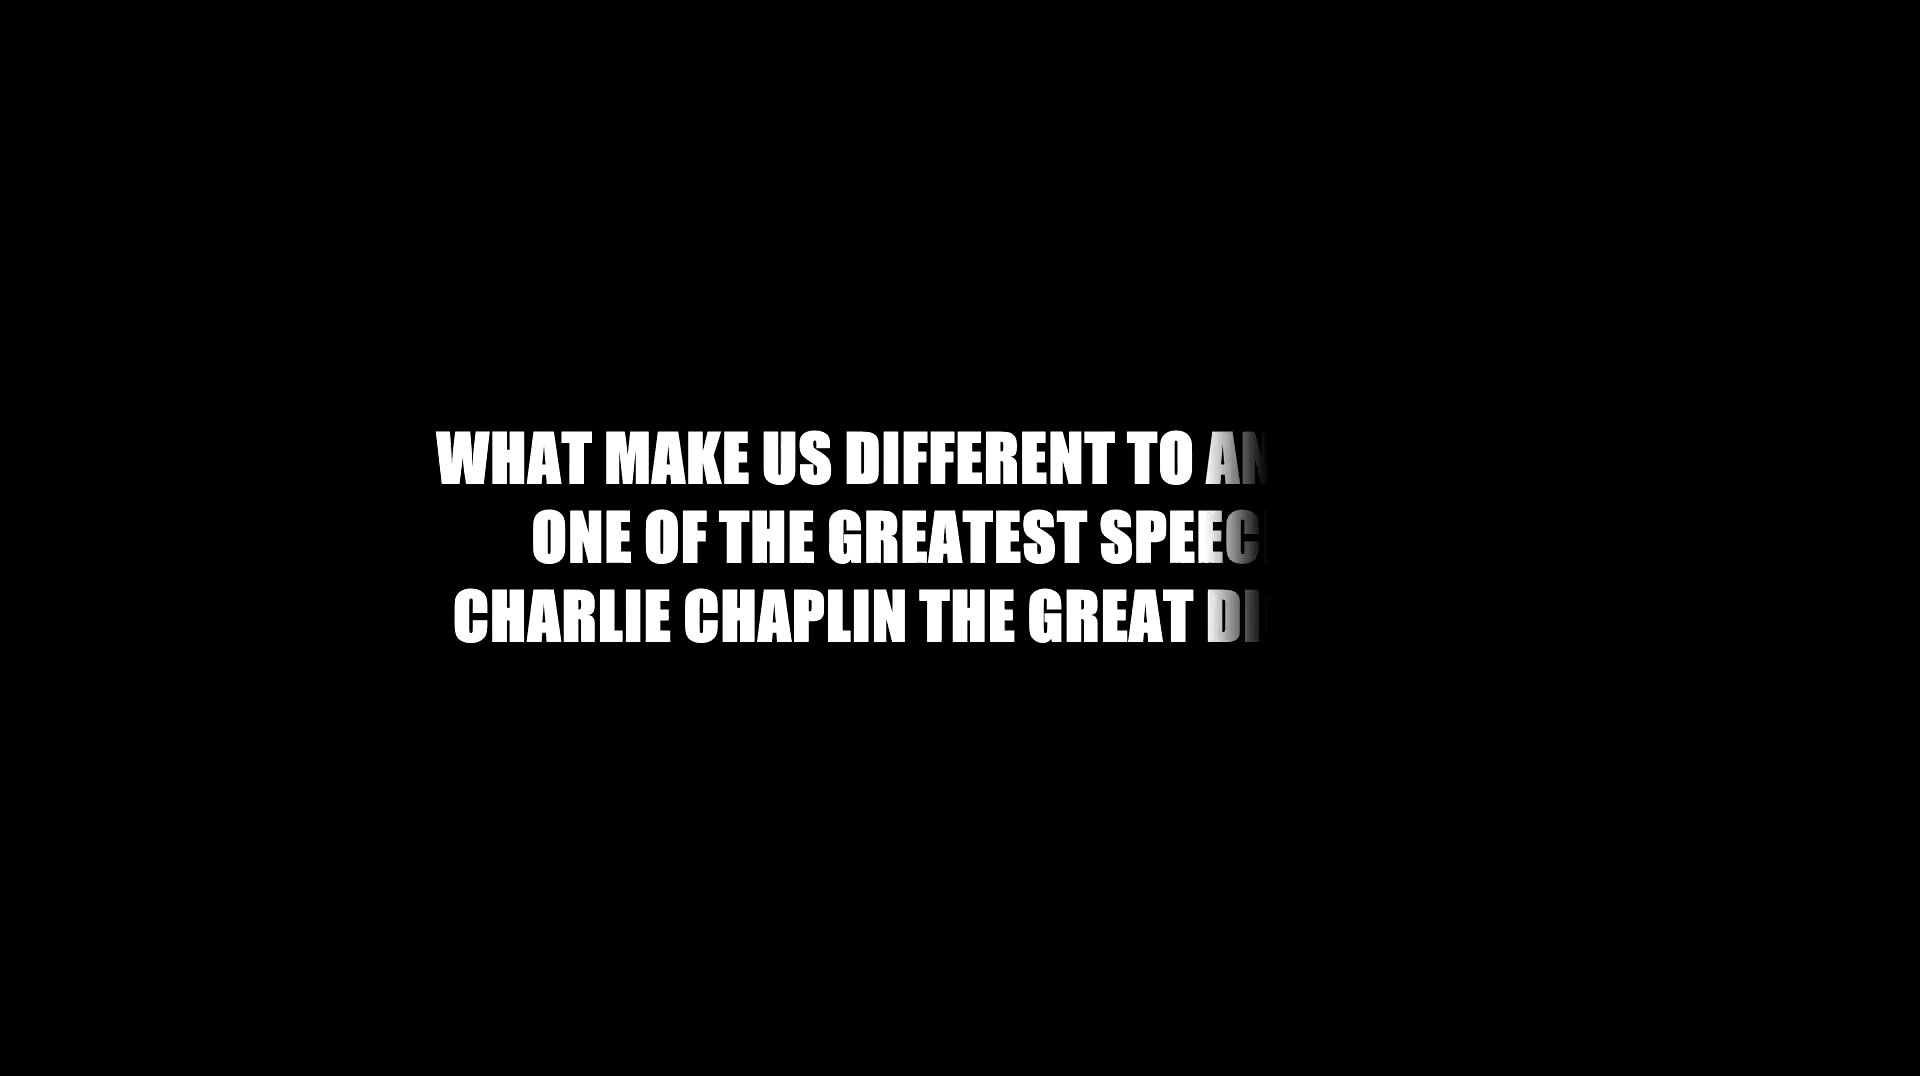 WHAT MAKE US DIFFERENT TO
ONE OF THE GREATEST
CHARLIE CHAPLIN THE GREAT